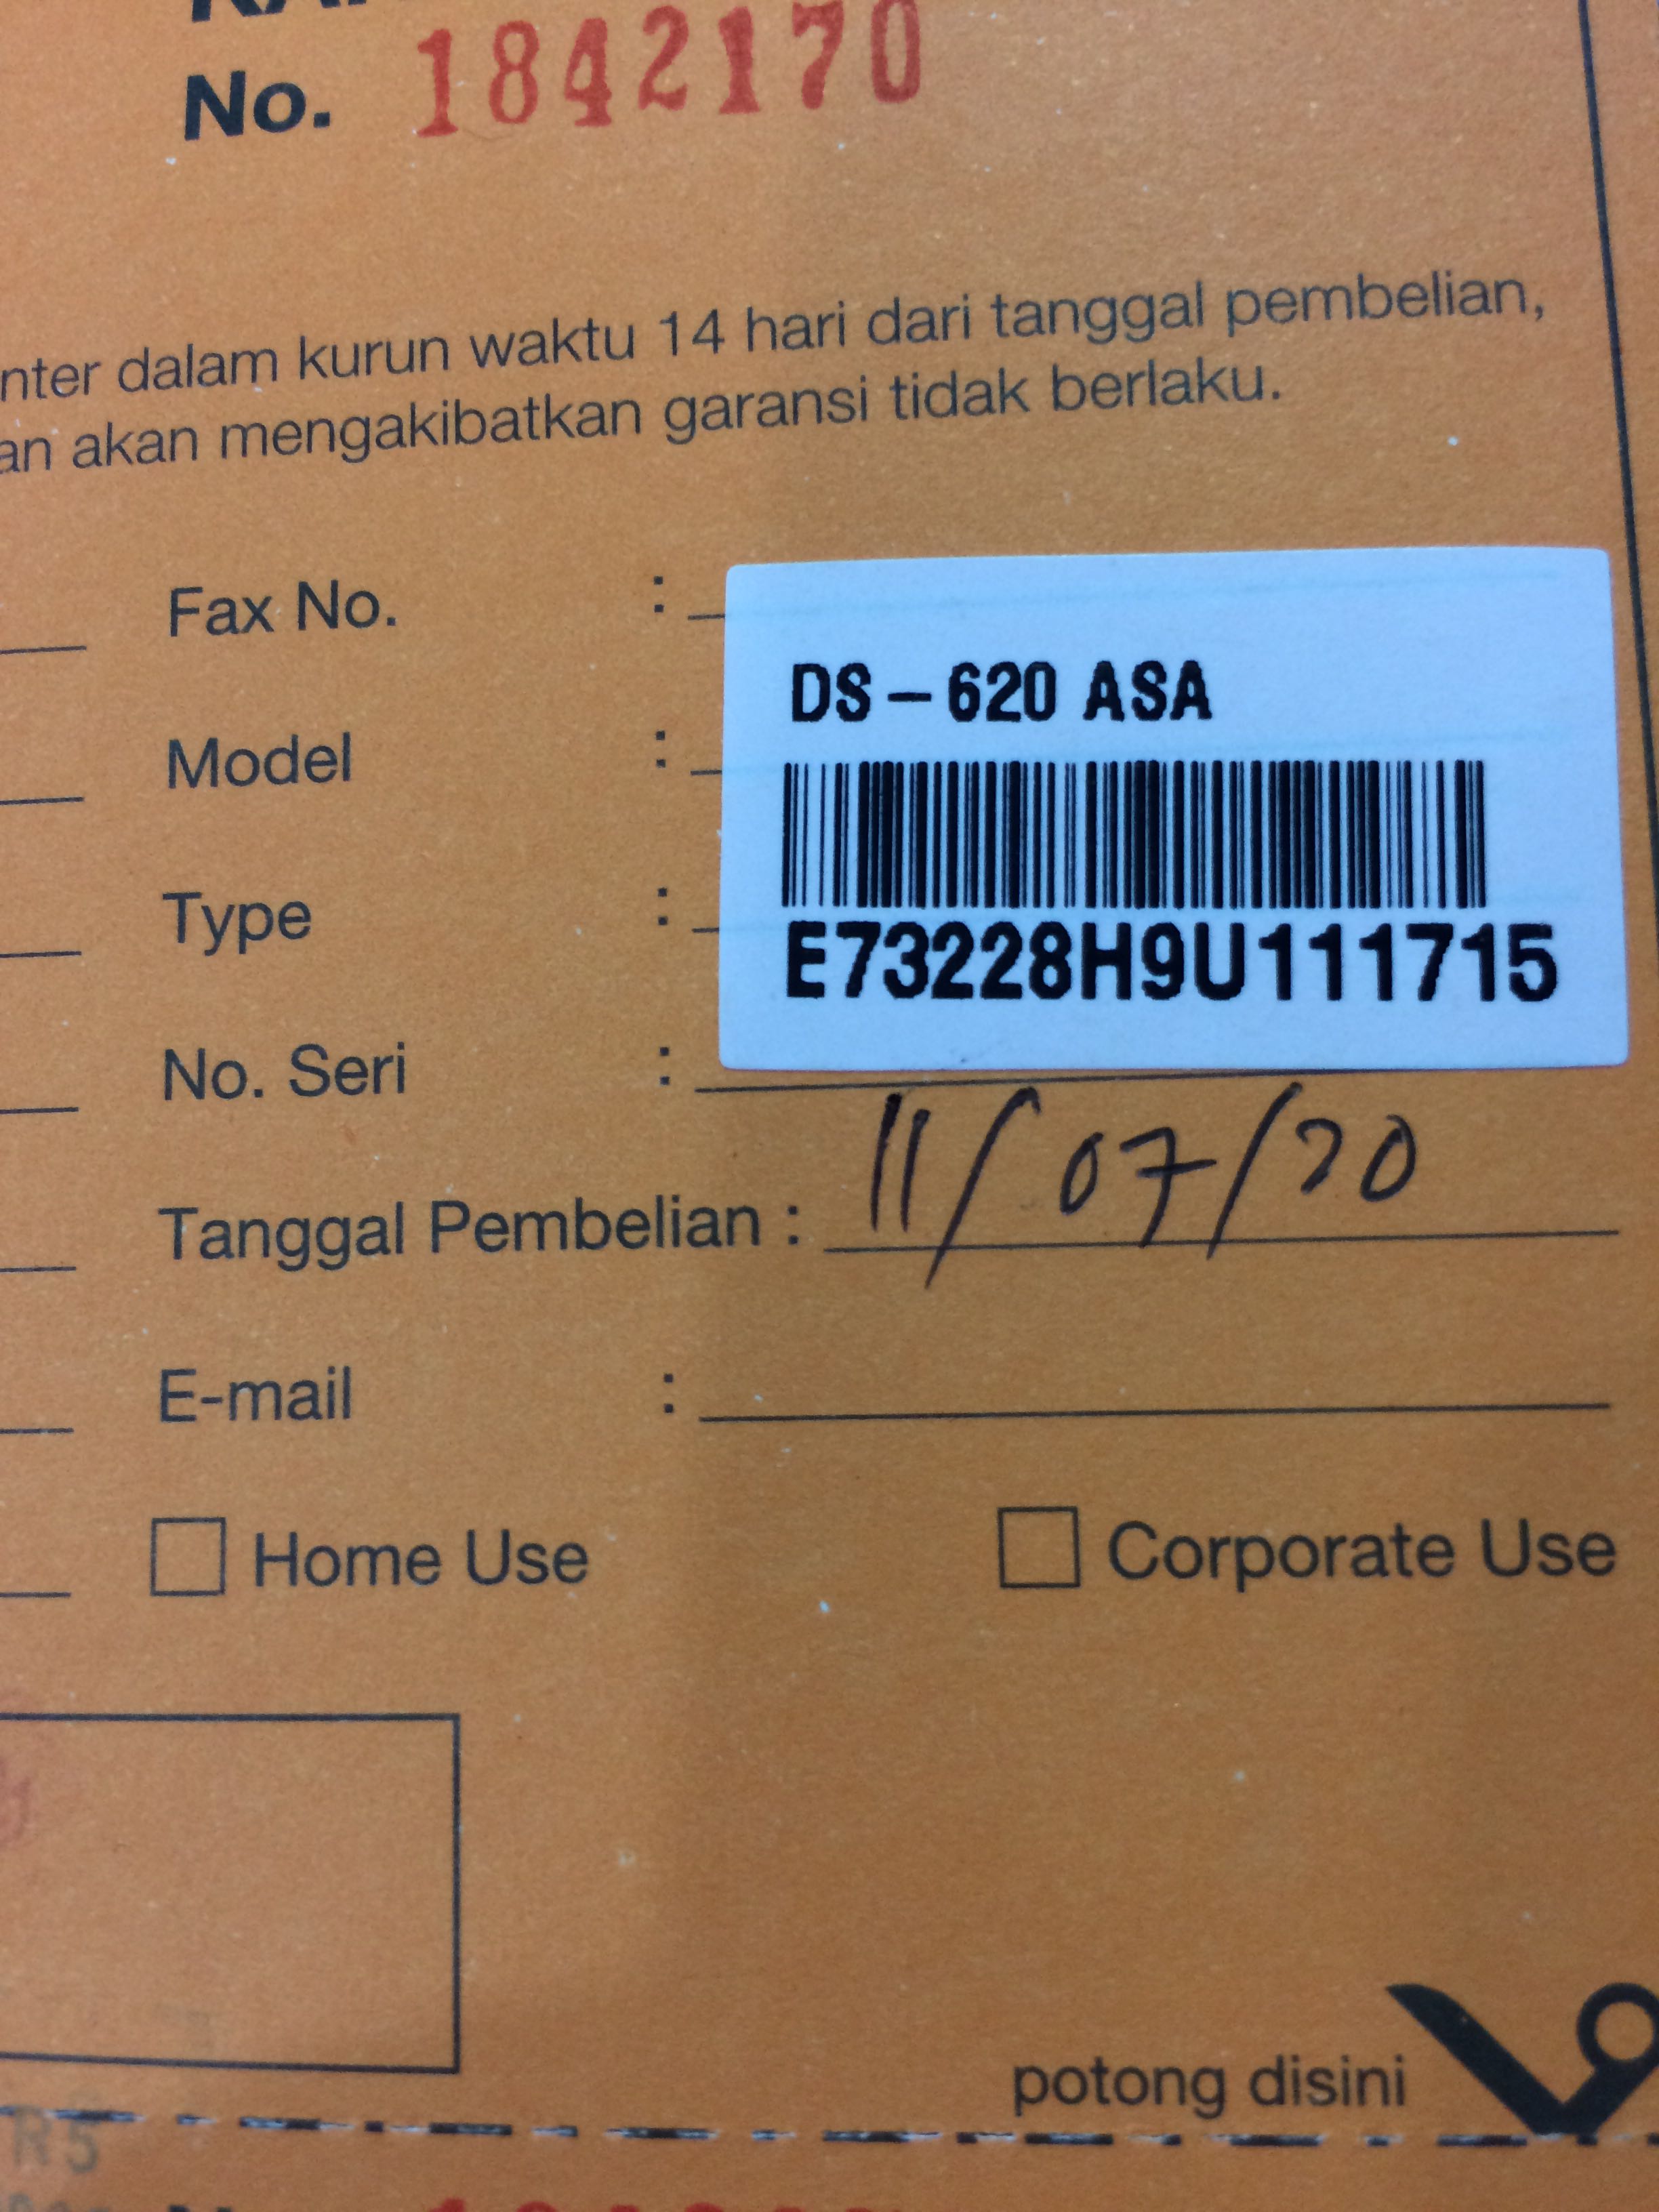 No. 1842170
nter dalam kurun waktu 14 hari dari tanggal pembelian,
an akan mengakibatkan garansi tidak berlaku.
Fax No. :
DS-620 ASA
Model :
Type :
E73228H9U111715
No. Seri :
Tanggal Pembelian : 11/07/20
E-mail :
Home Use
Corporate Use
potong disini
R5